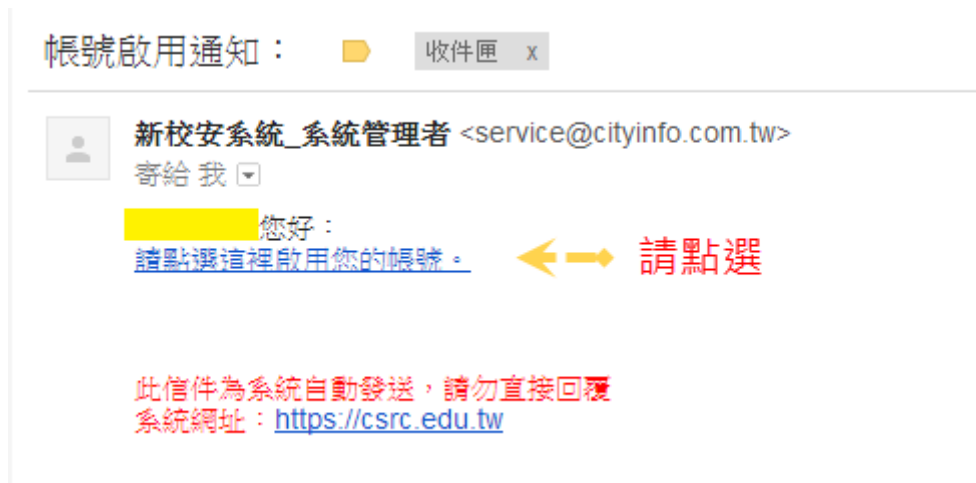 帳號啟用通知： 收件匣 x
新校安系統_系統管理者 <service@cityinfo.com.tw>
寄給 我
您好：
請點選這裡啟用您的帳號。 請點選
此信件為系統自動發送，請勿直接回覆
系統網址：https://csrc.edu.tw